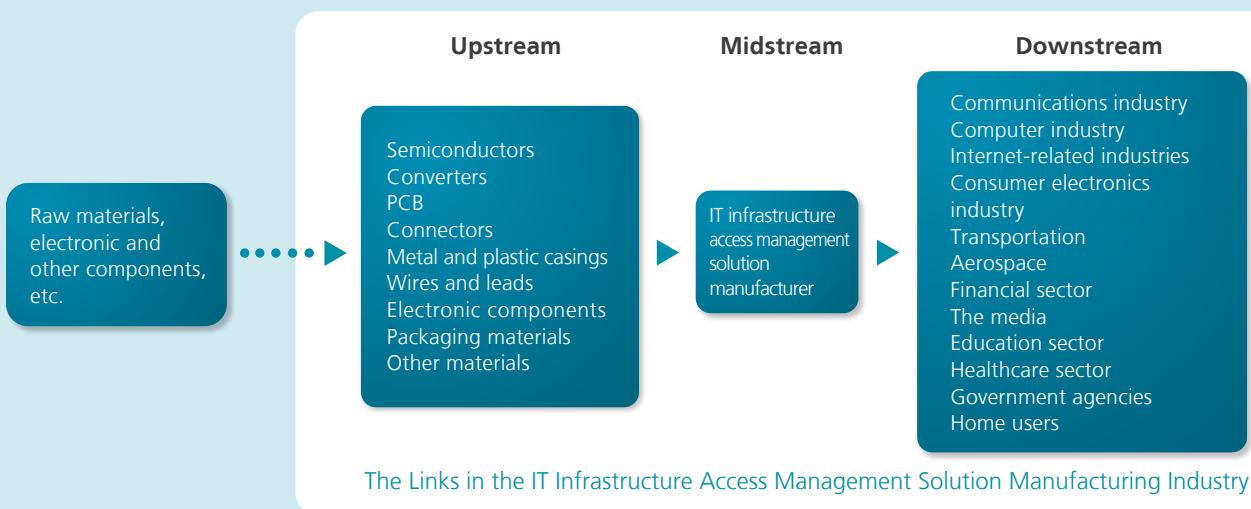 Upstream
Midstream
Downstream
Raw materials,
electronic and
other components,
etc.
Semiconductors
Converters
PCB
Connectors
Metal and plastic casings
Wires and leads
Electronic components
Packaging materials
Other materials
IT infrastructure
access management
solution
manufacturer
Communications industry
Computer industry
Internet-related industries
Consumer electronics
industry
Transportation
Aerospace
Financial sector
The media
Education sector
Healthcare sector
Government agencies
Home users
The Links in the IT Infrastructure Access Management Solution Manufacturing Industry